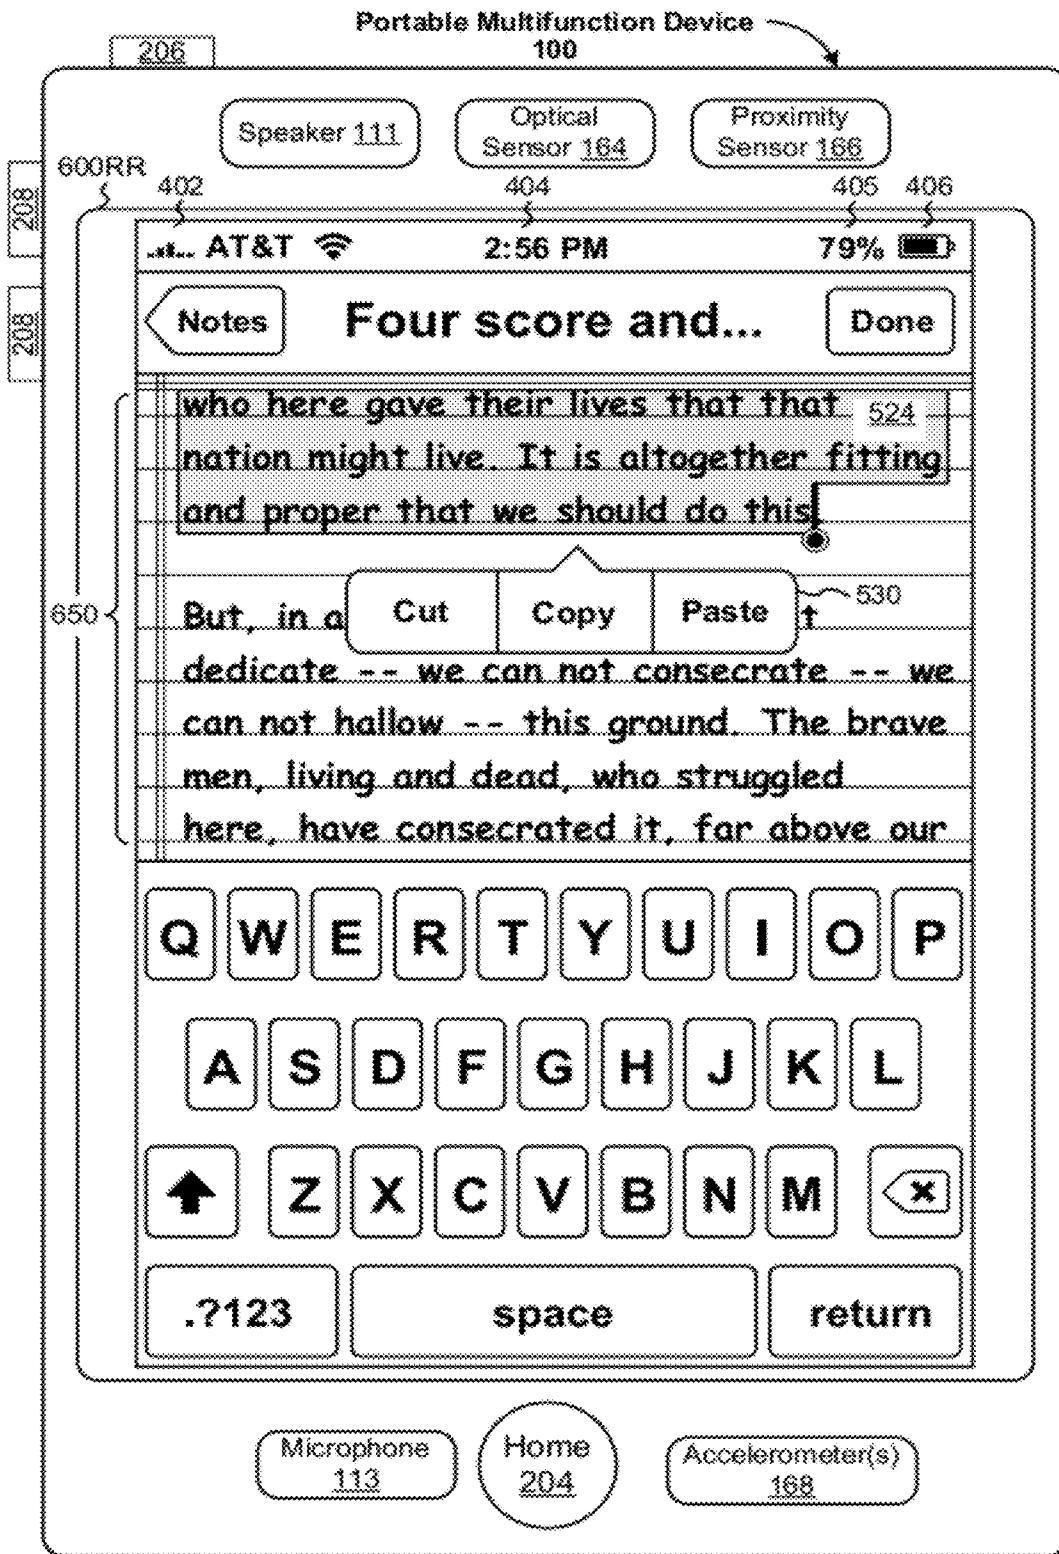 Portable Multifunction Device
100
206
Speaker 111
Optical
Sensor 164
Proximity
Sensor 166
208
600RR
402
404
405
406
AT&T
2:56 PM
79%
208
Notes
Four score and...
Done
who here gave their lives that that
524
nation might live. It is altogether fitting
and proper that we should do this
Cut
Copy
Paste
530
650
But, in a
t
dedicate -- we can not consecrate -- we
can not hallow -- this ground. The brave
men, living and dead, who struggled
here, have consecrated it, far above our
Q W E R T Y U I O P
A S D F G H J K L
Z X C V B N M
.?123
space
return
Microphone
113
Home
204
Accelerometer(s)
168